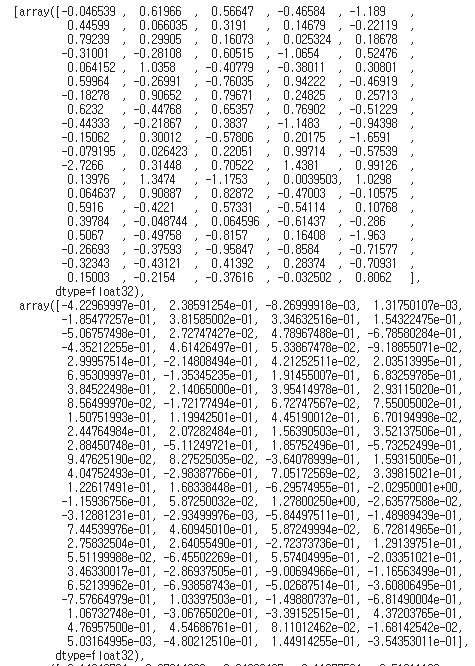 [array([-0.046539 , 0.61966 , 0.56647 , -0.46584 , -1.189 ,
0.44599 , 0.066035 , 0.3191 , 0.14679 , -0.22119 ,
0.79239 , 0.29905 , 0.16073 , 0.025324 , 0.18678 ,
-0.31001 , -0.28108 , 0.60515 , -1.0654 , 0.52476 ,
0.064152 , 1.0358 , -0.40779 , -0.38011 , 0.30801 ,
0.59964 , -0.26991 , -0.76035 , 0.94222 , -0.46919 ,
-0.18278 , 0.90652 , 0.79671 , 0.24825 , 0.25713 ,
0.6232 , -0.44768 , 0.65357 , 0.76902 , -0.51229 ,
-0.44333 , -0.21867 , 0.3837 , -1.1483 , -0.94398 ,
-0.15062 , 0.30012 , -0.57806 , 0.20175 , -1.6591 ,
-0.079195 , 0.026423 , 0.22051 , 0.99714 , -0.57539 ,
-2.7266 , 0.31448 , 0.70522 , 1.4381 , 0.99126 ,
0.13976 , 1.3474 , -1.1753 , 0.0039503, 1.0298 ,
0.064637 , 0.90887 , 0.82872 , -0.47003 , -0.10575 ,
0.5916 , -0.4221 , 0.57331 , -0.54114 , 0.10768 ,
0.39784 , -0.048744 , 0.064596 , -0.61437 , -0.286 ,
0.5067 , -0.49758 , -0.8157 , 0.16408 , -1.963 ,
-0.26693 , -0.37593 , -0.95847 , -0.8584 , -0.71577 ,
-0.32343 , -0.43121 , 0.41392 , 0.28374 , -0.70931 ,
0.15003 , -0.2154 , -0.37616 , -0.032502 , 0.8062 ],
dtype=float32),
array([-4.22969997e-01, 2.38591254e-01, -8.26999918e-03, 1.31750107e-03,
-1.85477257e-01, 3.81585002e-02, 3.34632516e-01, 1.54322475e-01,
-5.06757498e-02, 2.72747427e-02, 4.78967488e-01, -6.78580284e-02,
-4.35212255e-01, 4.61426497e-01, 5.33867478e-02, -9.18855071e-02,
2.99957514e-01, -2.14808494e-01, 4.21252511e-02, 2.03513995e-01,
6.95309997e-01, -1.35345235e-01, 1.91455007e-01, 6.83259785e-01,
3.84522498e-01, 2.14065000e-01, 3.95414978e-01, 2.93115020e-01,
8.56499970e-02, -1.72177494e-01, 6.72747567e-02, 7.55005002e-02,
1.50751993e-01, 1.19942501e-01, 4.45190012e-01, 6.70194998e-02,
2.44764984e-01, 2.07282484e-01, 1.56390503e-01, 3.52137506e-01,
2.88450748e-01, -5.11249721e-01, 1.85752496e-01, -5.73252499e-01,
9.47625190e-02, 8.27525035e-02, -3.64078999e-01, 1.59315005e-01,
4.04752493e-01, -2.98387766e-01, 7.05172569e-02, 3.39815021e-01,
1.22617491e-01, 1.68338448e-01, -6.29574955e-01, -2.02950001e+00,
-1.15936756e-01, 5.87250032e-02, 1.27800250e+00, -2.63577588e-02,
-3.12881231e-01, -2.93499976e-03, -5.84497511e-01, -1.48989439e-01,
7.44539976e-02, 4.60945010e-01, 5.87249994e-02, 6.72814965e-01,
2.75832504e-01, 2.64055490e-01, -2.72373736e-01, 1.29139751e-01,
5.51199988e-02, -6.45502269e-01, 5.57404995e-01, -2.03351021e-01,
3.46330017e-01, -2.86937505e-01, -9.00694966e-01, -1.16563499e-01,
6.52139962e-01, -6.93858743e-01, -5.02687514e-01, -3.60806495e-01,
-7.57664979e-01, 1.03397503e-01, -1.49880737e-01, -6.81490004e-01,
1.06732748e-01, -3.06765020e-01, -3.39152515e-01, 4.37203765e-01,
4.76957500e-01, 4.54686761e-01, 8.11012462e-02, -1.68142542e-02,
5.03164995e-03, -4.80212510e-01, 1.44914255e-01, -3.54353011e-01],
dtype=float32),